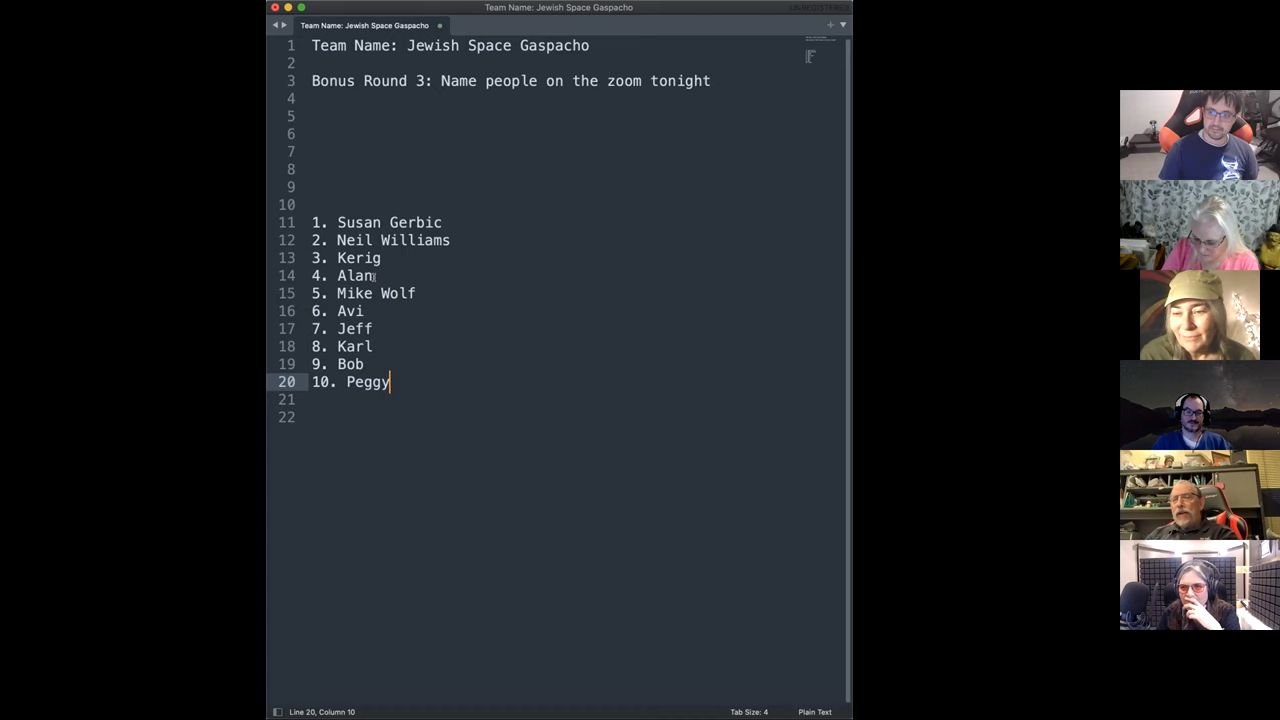 Team Name: Jewish Space Gaspacho
UNREGISTERED
Team Name: Jewish Space Gaspacho
1 Team Name: Jewish Space Gaspacho
2
3 Bonus Round 3: Name people on the zoom tonight
4
5
6
7
8
9
10
11 1. Susan Gerbic
12 2. Neil Williams
13 3. Kerig
14 4. Alan
15 5. Mike Wolf
16 6. Avi
17 7. Jeff
18 8. Karl
19 9. Bob
20 10. Peggy
21
22
Line 20, Column 10
Tab Size: 4
Plain Text